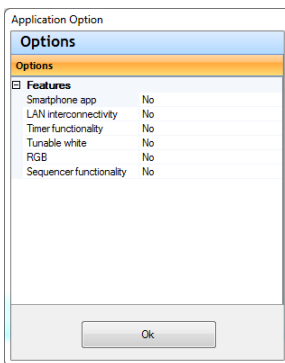 Application Option
Options
Options
Features
Smartphone app No
LAN interconnectivity No
Timer functionality No
Tunable white No
RGB No
Sequencer functionality No
Ok